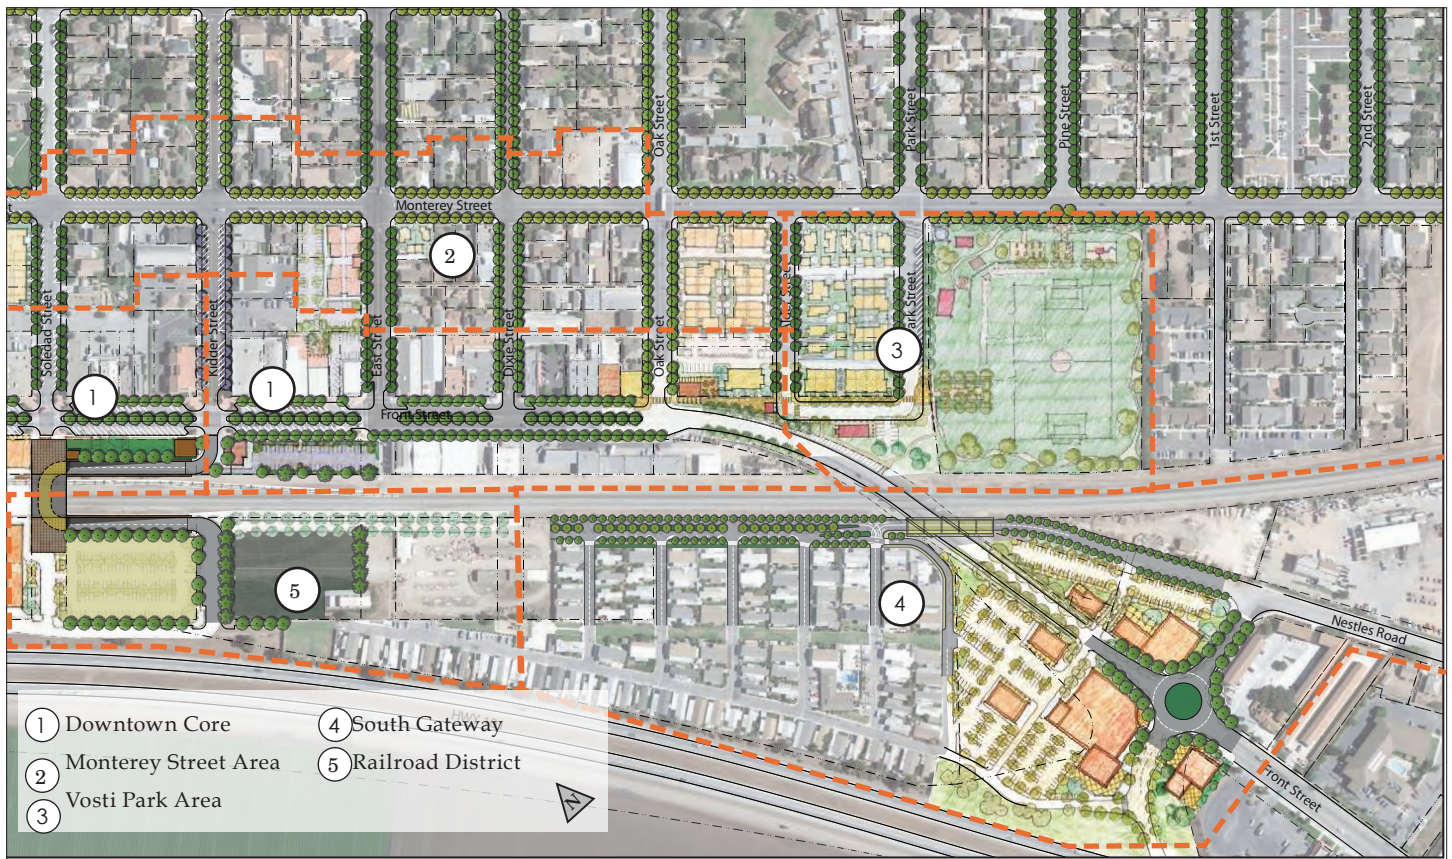 Oak Street
Park Street
Pine Street
1st Street
2nd Street
t
Monterey Street
2
Soledad Street
Kidder Street
East Street
Dixie Street
Oak Street
Park Street
3
1
1
Front Street
5
4
Nestles Road
Front Street
HWY
1 Downtown Core
2 Monterey Street Area
3 Vosti Park Area
4 South Gateway
5 Railroad District
N